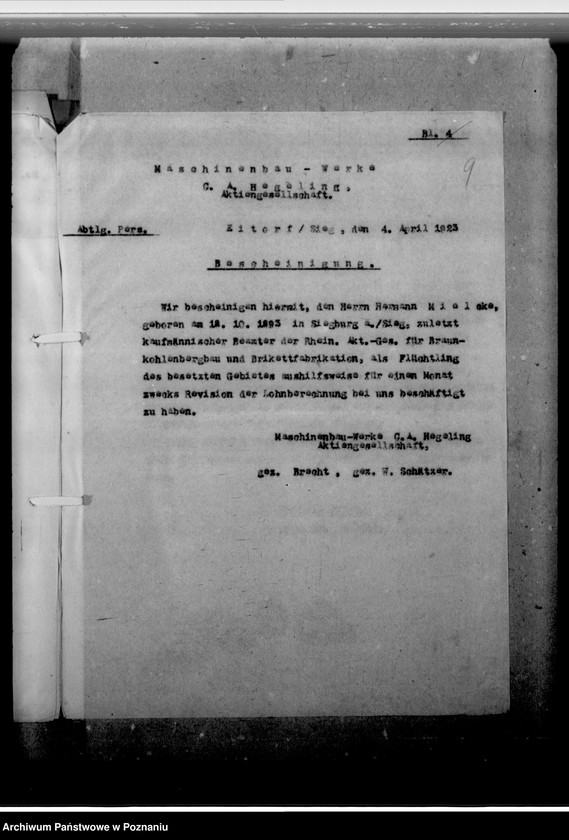 Bl. 4
9
Maschinenbau - Werke
C. A. Hegeling,
Aktiengesellschaft.
Abtlg. Pers.
Eitorf/Sieg, den 4. April 1923
Bescheinigung.
Wir bescheinigen hiermit, den Herrn Hermann Mielcke,
geboren am 18. 10. 1893 in Siegburg a./Sieg, zuletzt
kaufmännischer Beamter der Rhein. Akt.-Ges. für Braun-
kohlenbergbau und Brikettfabrikation, als Flüchtling
des besetzten Gebietes aushilfsweise für einen Monat
zwecks Revision der Lohnberechnung bei uns beschäftigt
zu haben.
Maschinenbau-Werke C.A. Hegeling
Aktiengesellschaft,
gez. Brecht, gez. W. Schätzer.
Archiwum Państwowe w Poznaniu